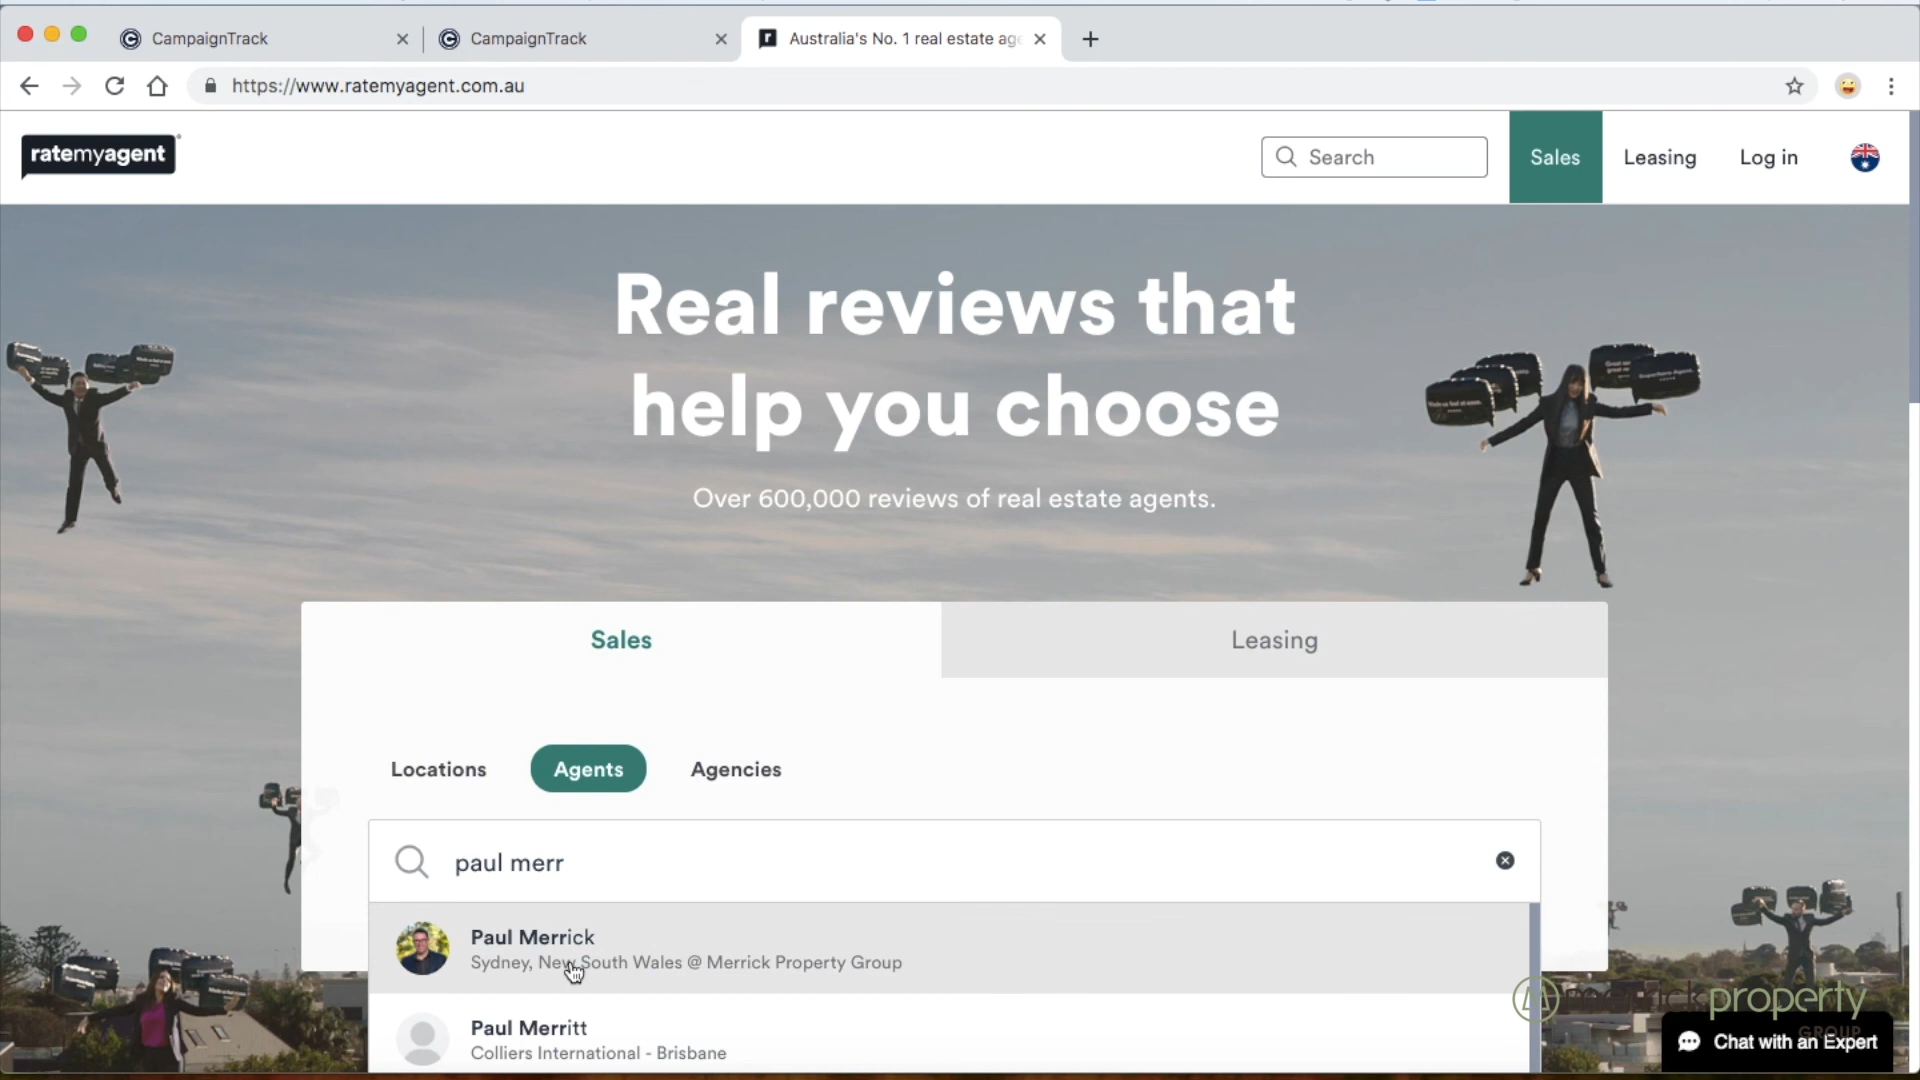 CampaignTrack
CampaignTrack
Australia's No. 1 real estate age
https://www.ratemyagent.com.au
ratemyagent
Search
Sales
Leasing
Log in
Real reviews that
help you choose
Over 600,000 reviews of real estate agents.
Sales
Leasing
Locations
Agents
Agencies
paul merr
Paul Merrick
Sydney, New South Wales @ Merrick Property Group
Paul Merritt
Colliers International - Brisbane
merrickproperty
GROUP
Chat with an Expert